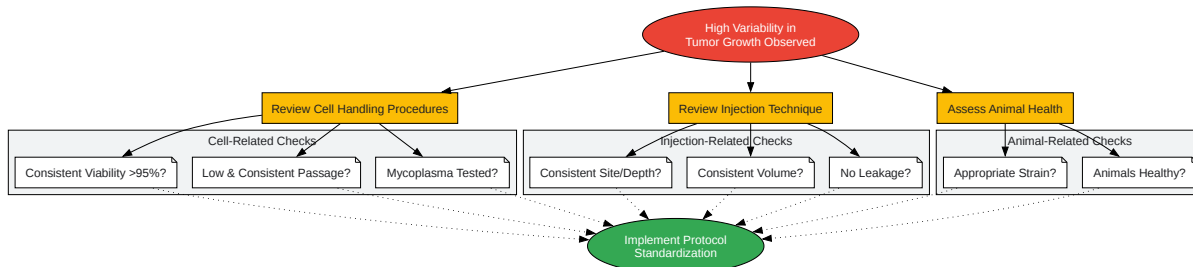 High Variability in
Tumor Growth Observed
Review Cell Handling Procedures
Review Injection Technique
Assess Animal Health
Cell-Related Checks
Injection-Related Checks
Animal-Related Checks
Consistent Viability >95%?
Low & Consistent Passage?
Mycoplasma Tested?
Consistent Site/Depth?
Consistent Volume?
No Leakage?
Appropriate Strain?
Animals Healthy?
Implement Protocol
Standardization